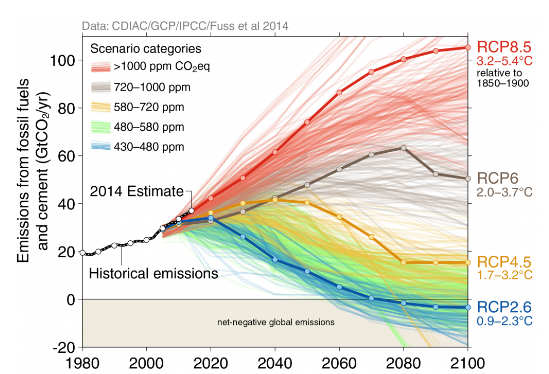 Data: CDIAC/GCP/IPCC/Fuss et al 2014
Scenario categories
>1000 ppm CO₂eq
720–1000 ppm
580–720 ppm
480–580 ppm
430–480 ppm
2014 Estimate
Historical emissions
net-negative global emissions
Emissions from fossil fuels
and cement (GtCO₂/yr)
100
80
60
40
20
0
-20
1980
2000
2020
2040
2060
2080
2100
RCP8.5
3.2–5.4°C
relative to
1850–1900
RCP6
2.0–3.7°C
RCP4.5
1.7–3.2°C
RCP2.6
0.9–2.3°C